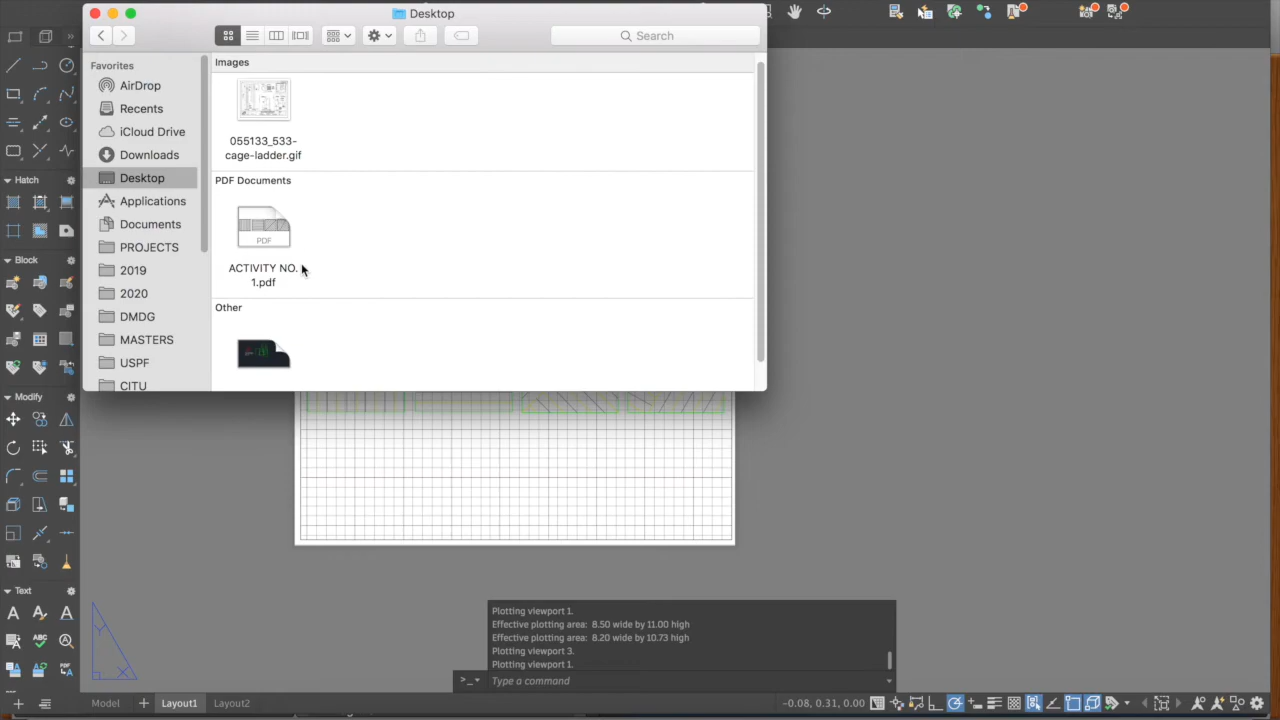 Desktop
Search
Favorites
AirDrop
Recents
iCloud Drive
Downloads
Desktop
Applications
Documents
PROJECTS
2019
2020
DMDG
MASTERS
USPF
CITU
Images
055133_533-
cage-ladder.gif
PDF Documents
PDF
ACTIVITY NO.
1.pdf
Other
Hatch
Block
Modify
Text
A
A
A
ABC
A
PDF
Y
X
Plotting viewport 1.
Effective plotting area: 8.50 wide by 11.00 high
Effective plotting area: 8.20 wide by 10.73 high
Plotting viewport 3.
Plotting viewport 1.
>_
Type a command
Model
Layout1
Layout2
-0.08, 0.31, 0.00